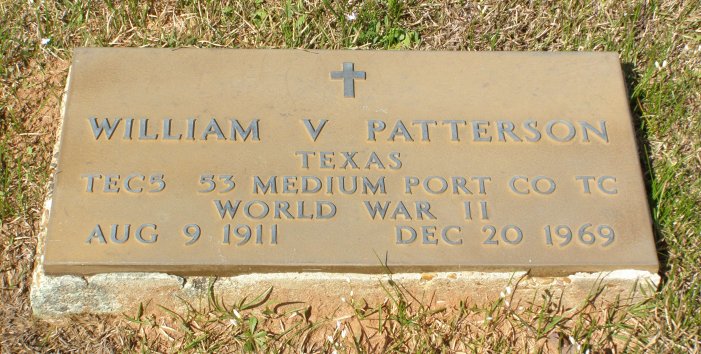 WILLIAM V PATTERSON
TEXAS
TEC5 53 MEDIUM PORT CO TC
WORLD WAR II
AUG 9 1911 DEC 20 1969